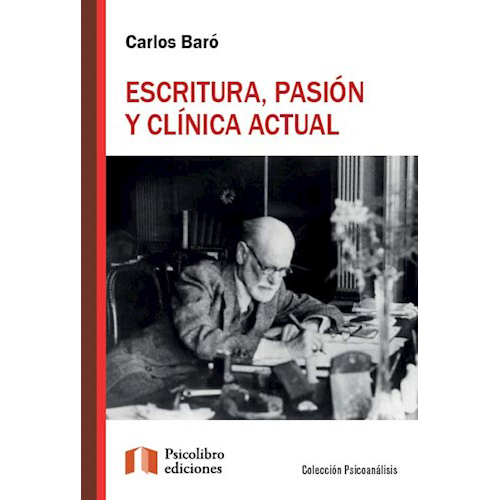 Carlos Baró
ESCRITURA, PASIÓN
Y CLÍNICA ACTUAL
Psicolibro
ediciones
Colección Psicoanálisis